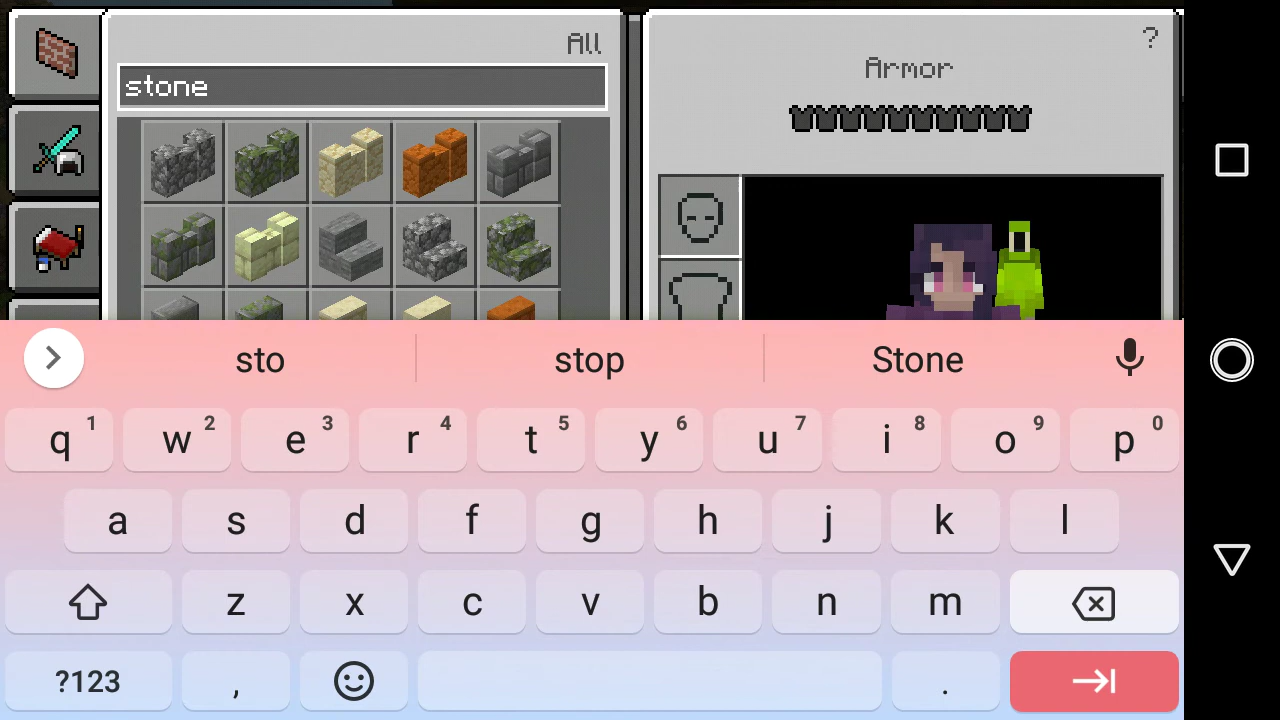 All
stone
?
Armor
sto stop Stone
q 1 w 2 e 3 r 4 t 5 y 6 u 7 i 8 o 9 p 0
a s d f g h j k l
z x c v b n m
?123 , .